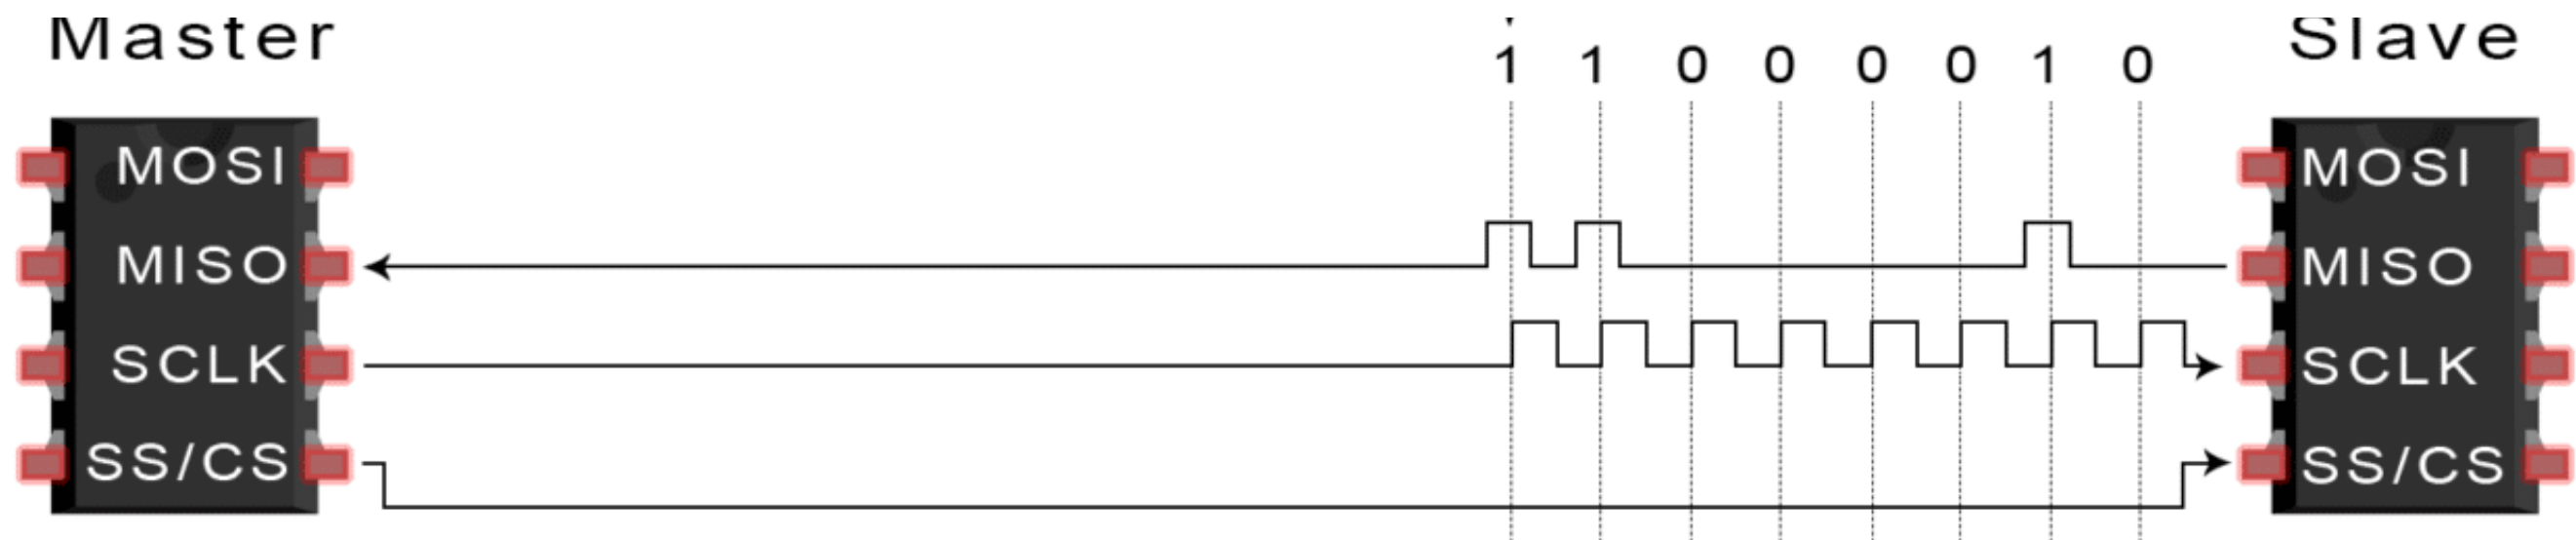 Master
Slave
1 1 0 0 0 0 1 0
MOSI
MISO
SCLK
SS/CS
MOSI
MISO
SCLK
SS/CS